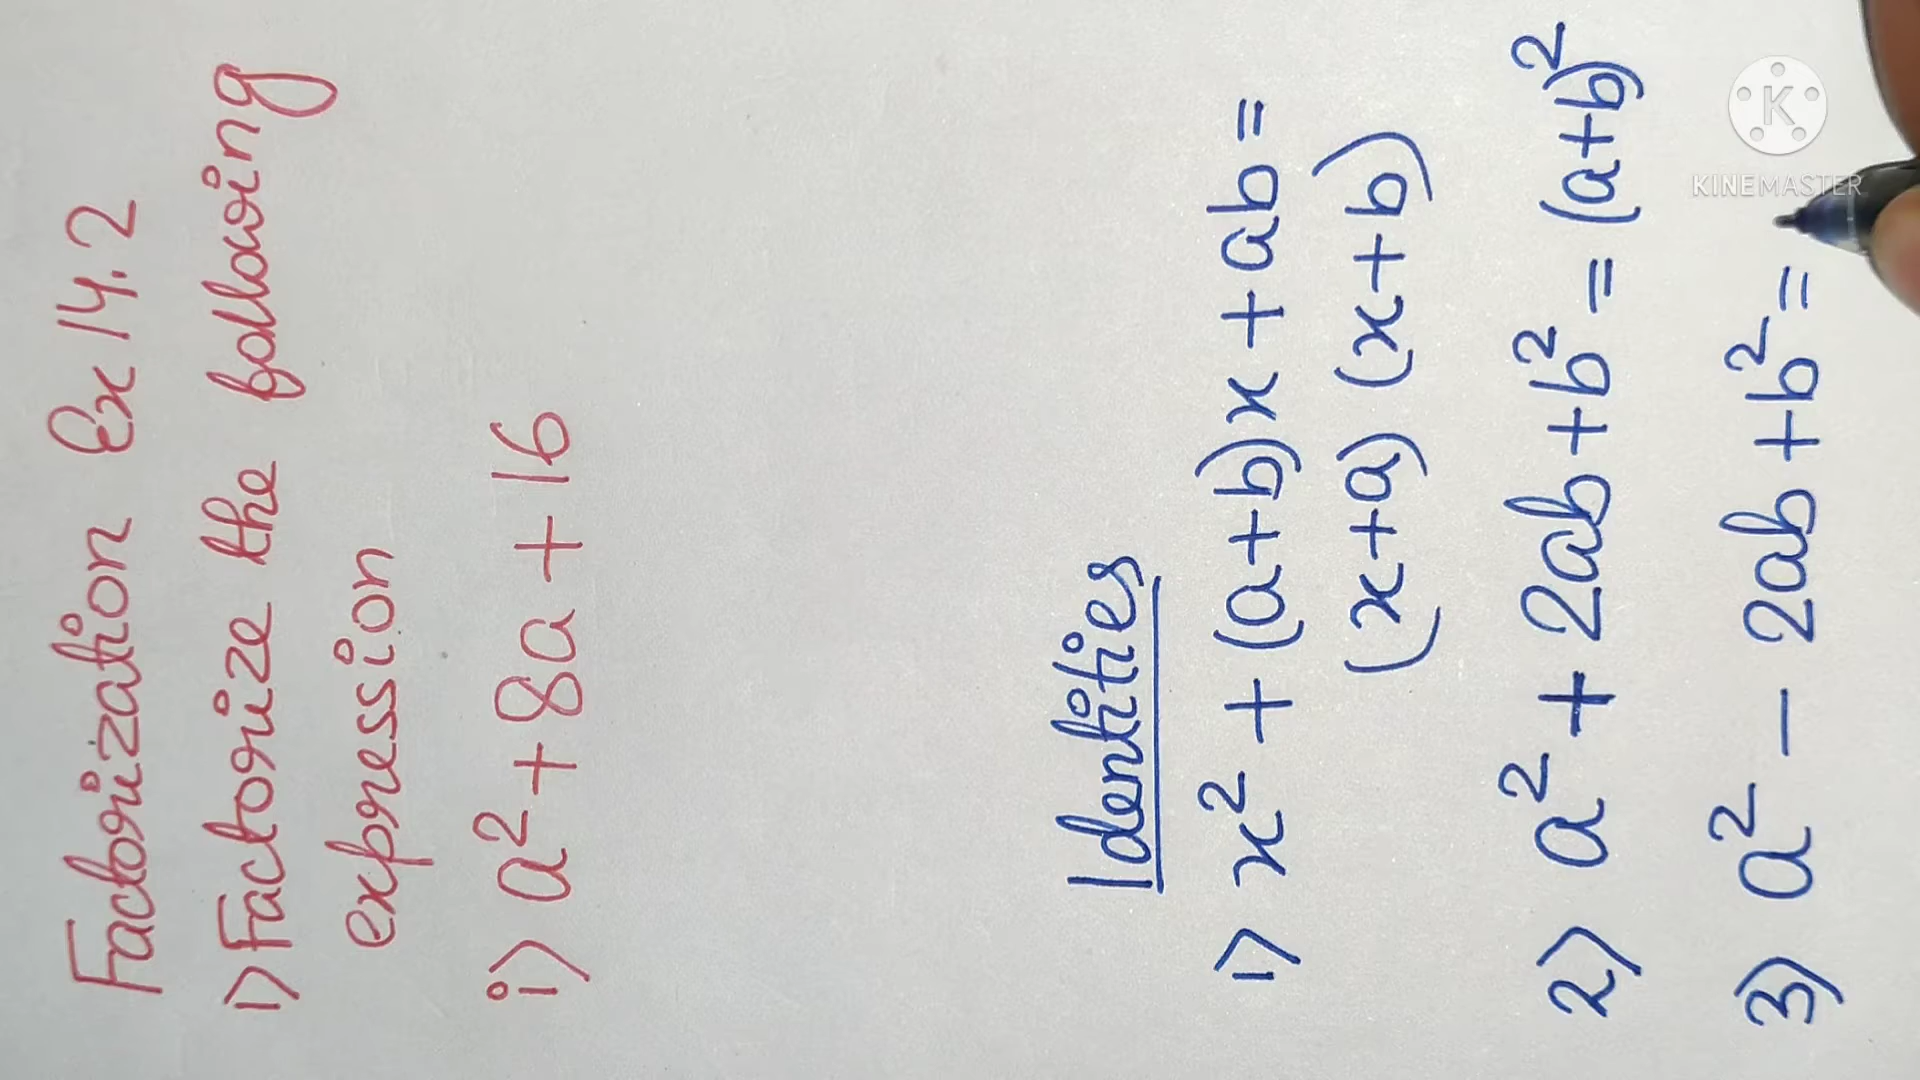 Factorization Ex 14.2
1) Factorize the following
expression
i) a² + 8a + 16
Identities
1) x² + (a+b)x + ab =
(x+a) (x+b)
2) a² + 2ab + b² = (a+b)²
3) a² - 2ab + b² =
K
KINEMASTER